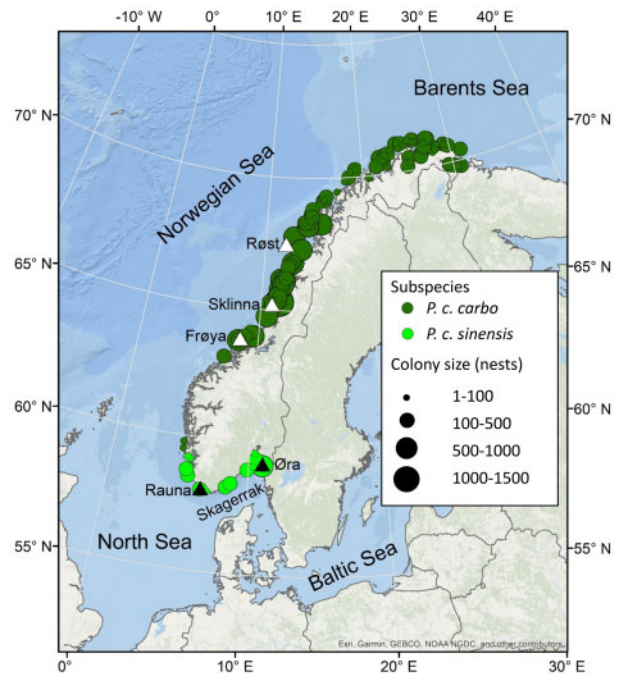 -10° W 0° 10° E 20° E 30° E 40° E
Barents Sea
70° N
70° N
Norwegian Sea
Røst
65° N
65° N
Subspecies
P. c. carbo
P. c. sinensis
Sklinna
Frøya
Colony size (nests)
1-100
100-500
60° N
60° N
500-1000
1000-1500
Øra
Rauna
Skagerrak
North Sea
Baltic Sea
55° N
55° N
Esri, Garmin, GEBCO, NOAA NGDC, and other contributors
0° 10° E 20° E 30° E